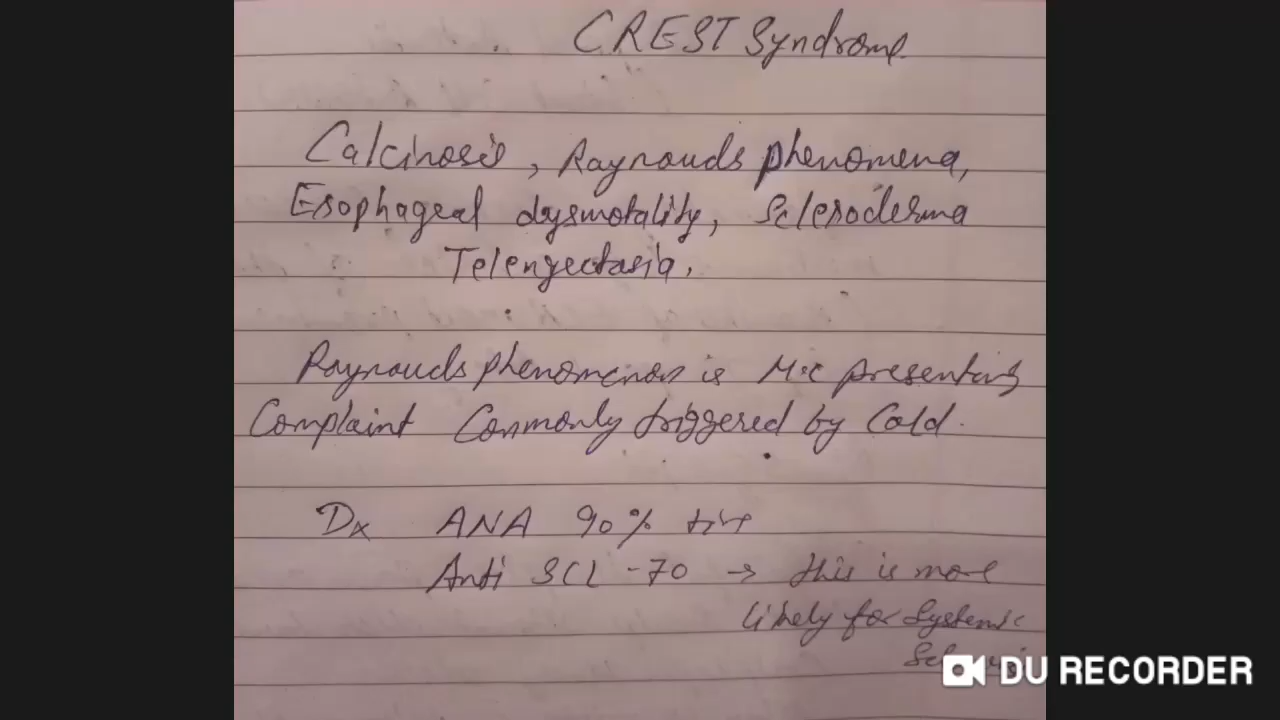 CREST Syndrome.
Calcinosis, Raynauds phenomena,
Esophageal dysmotality, Scleroderma
Telengectasia.
Raynauds phenomenon is M.C presenting
Complaint Commonly triggered by Cold.
Dx ANA 90% +ive
Anti SCL-70 → this is more
likely for Systemic
DU RECORDER